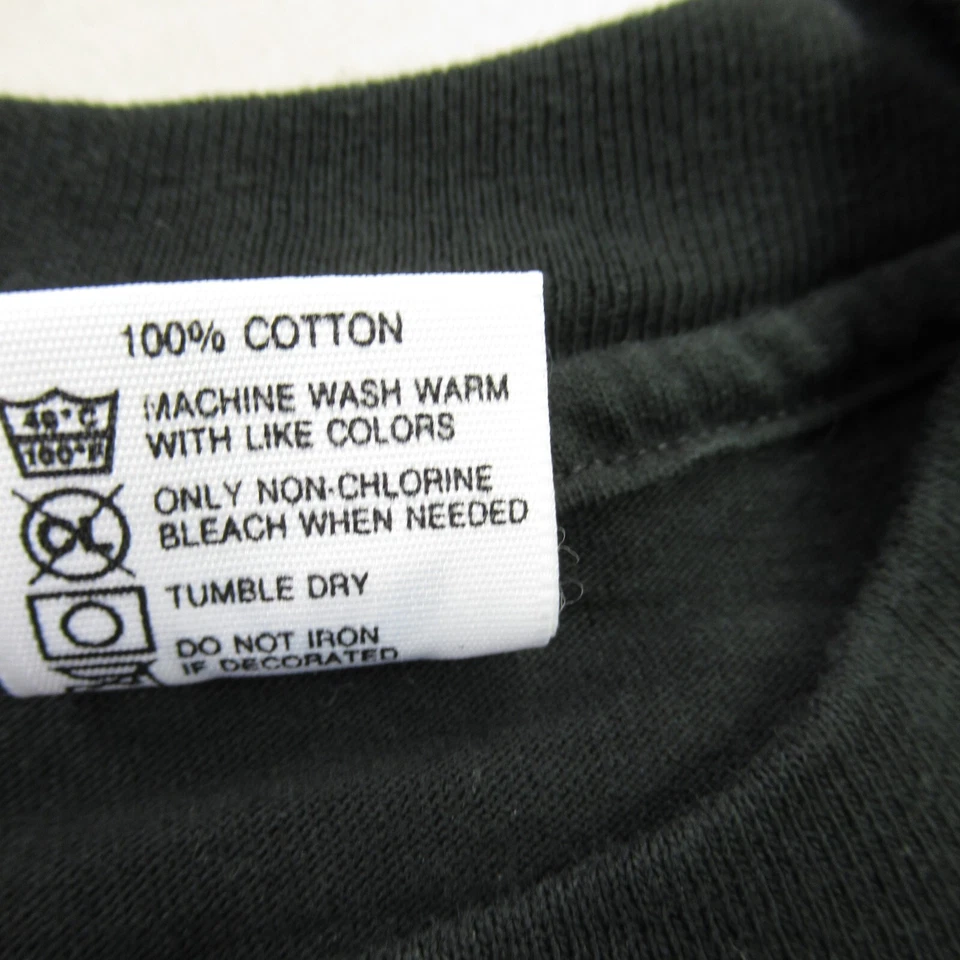 100% COTTON
MACHINE WASH WARM
WITH LIKE COLORS
40°C
100°F
ONLY NON-CHLORINE
BLEACH WHEN NEEDED
CL
TUMBLE DRY
DO NOT IRON
IF DECORATED